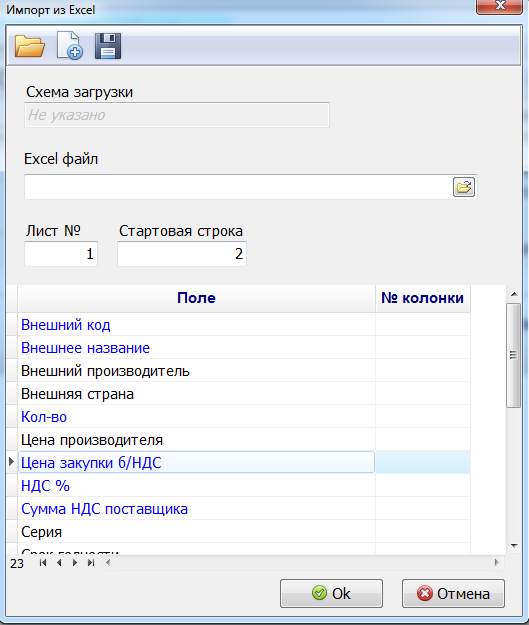 Импорт из Excel
Схема загрузки
Не указано
Excel файл
Лист № Стартовая строка
1 2
Поле № колонки
Внешний код
Внешнее название
Внешний производитель
Внешняя страна
Кол-во
Цена производителя
Цена закупки б/НДС
НДС %
Сумма НДС поставщика
Серия
Срок годности
23
Ok Отмена